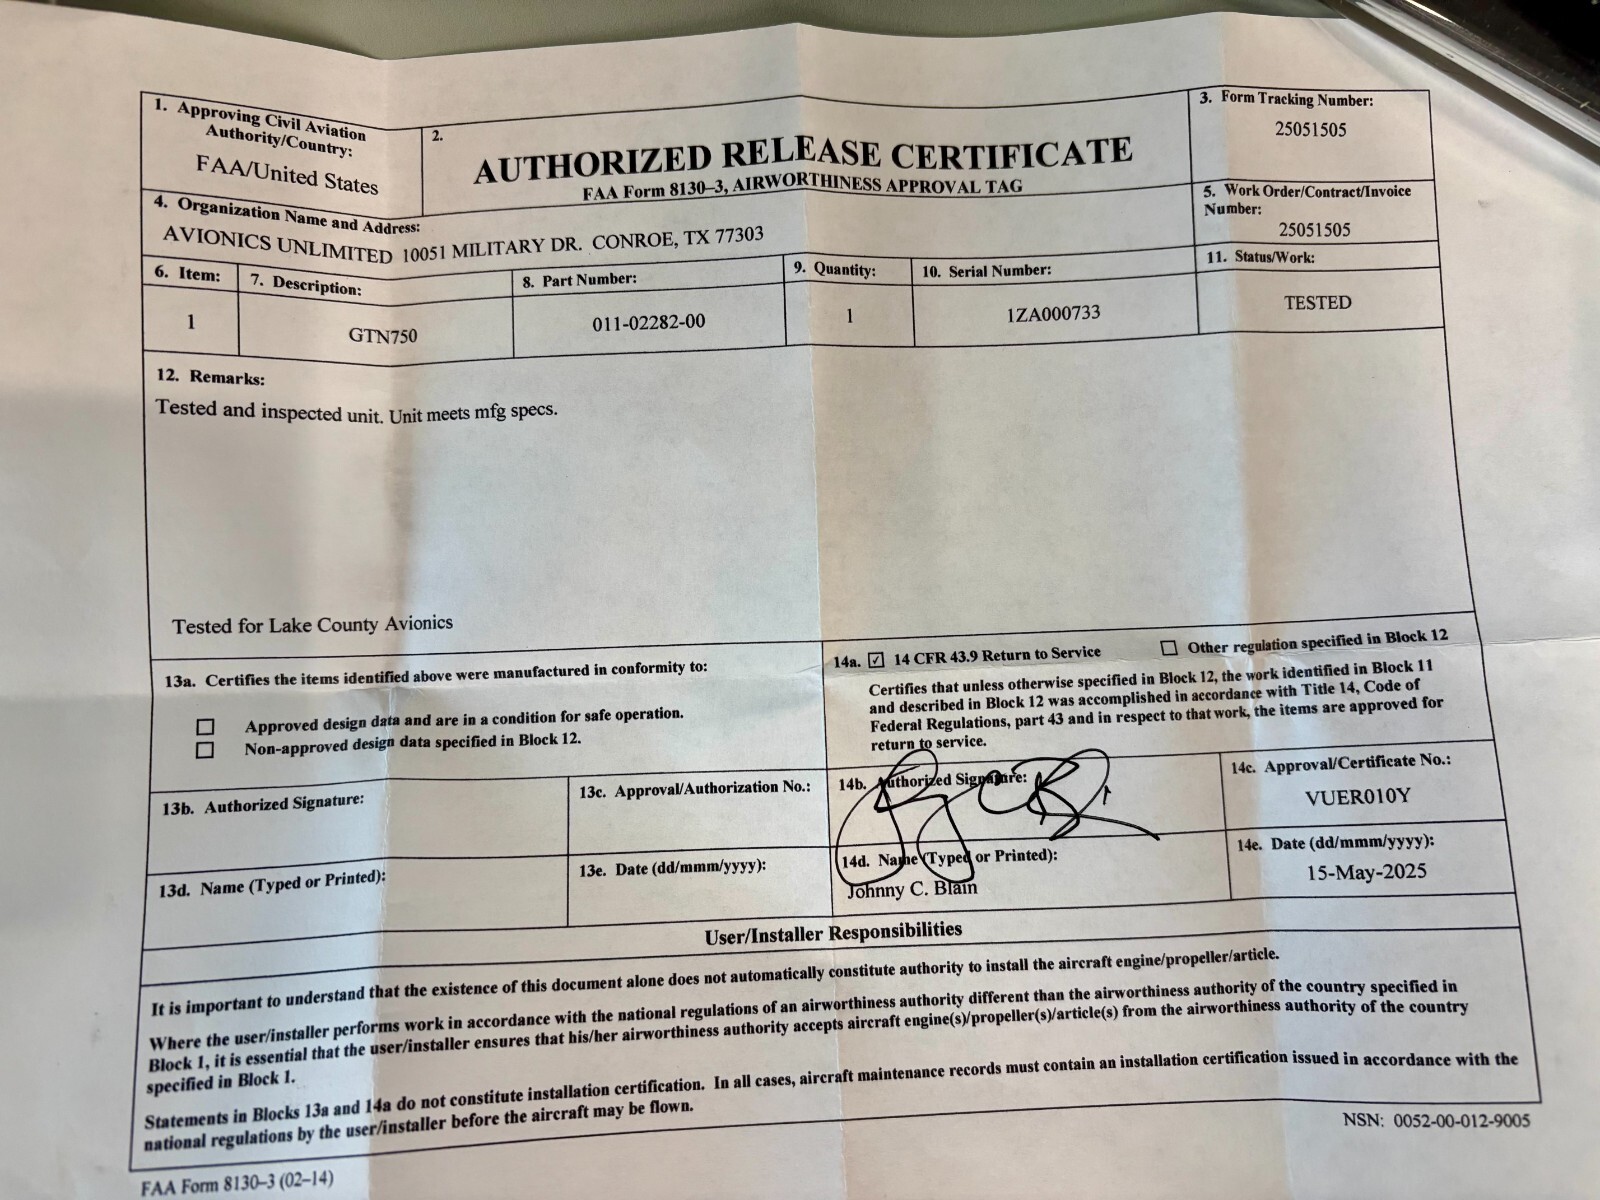 1. Approving Civil Aviation
Authority/Country:
FAA/United States
2.
AUTHORIZED RELEASE CERTIFICATE
FAA Form 8130–3, AIRWORTHINESS APPROVAL TAG
3. Form Tracking Number:
25051505
4. Organization Name and Address:
AVIONICS UNLIMITED 10051 MILITARY DR. CONROE, TX 77303
5. Work Order/Contract/Invoice
Number:
25051505
6. Item:
7. Description:
8. Part Number:
9. Quantity:
10. Serial Number:
11. Status/Work:
1
GTN750
011-02282-00
1
1ZA000733
TESTED
12. Remarks:
Tested and inspected unit. Unit meets mfg specs.
Tested for Lake County Avionics
13a. Certifies the items identified above were manufactured in conformity to:
Approved design data and are in a condition for safe operation.
Non-approved design data specified in Block 12.
14a. ☑ 14 CFR 43.9 Return to Service ☐ Other regulation specified in Block 12
Certifies that unless otherwise specified in Block 12, the work identified in Block 11
and described in Block 12 was accomplished in accordance with Title 14, Code of
Federal Regulations, part 43 and in respect to that work, the items are approved for
return to service.
13b. Authorized Signature:
13c. Approval/Authorization No.:
14b. Authorized Signature:
14c. Approval/Certificate No.:
VUER010Y
13d. Name (Typed or Printed):
13e. Date (dd/mmm/yyyy):
14d. Name (Typed or Printed):
Johnny C. Blain
14e. Date (dd/mmm/yyyy):
15-May-2025
User/Installer Responsibilities
It is important to understand that the existence of this document alone does not automatically constitute authority to install the aircraft engine/propeller/article.
Where the user/installer performs work in accordance with the national regulations of an airworthiness authority different than the airworthiness authority of the country specified in
Block 1, it is essential that the user/installer ensures that his/her airworthiness authority accepts aircraft engine(s)/propeller(s)/article(s) from the airworthiness authority of the country
specified in Block 1.
Statements in Blocks 13a and 14a do not constitute installation certification. In all cases, aircraft maintenance records must contain an installation certification issued in accordance with the
national regulations by the user/installer before the aircraft may be flown.
FAA Form 8130–3 (02–14)
NSN: 0052-00-012-9005